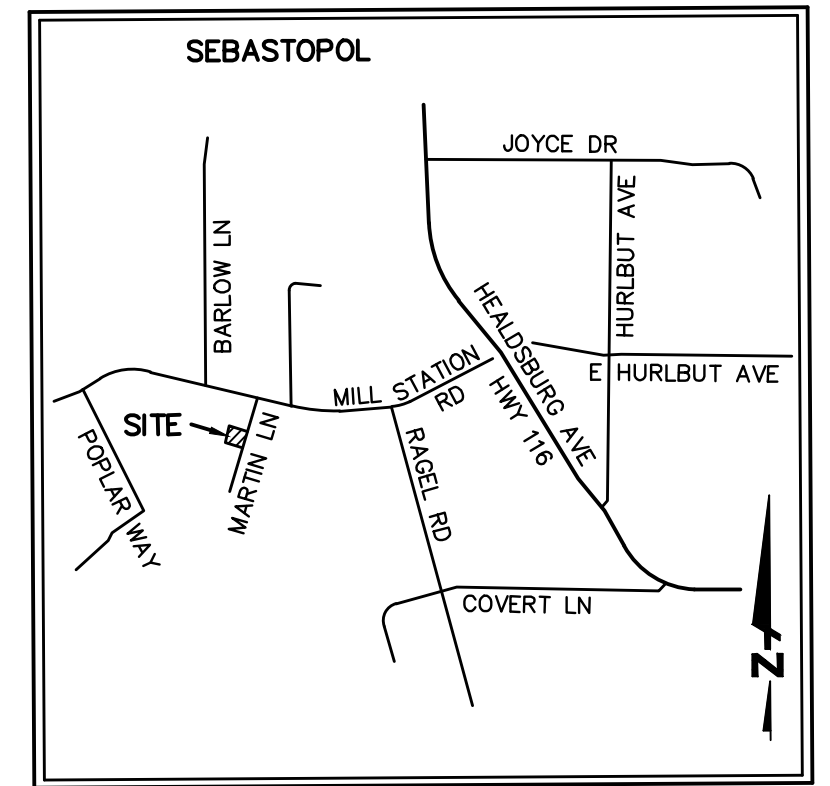 SEBASTOPOL
JOYCE DR
HURLBUT AVE
BARLOW LN
HEALDSBURG AVE
HWY 116
E HURLBUT AVE
MILL STATION
RD
SITE
MARTIN LN
POPLAR WAY
RAGEL RD
COVERT LN
N